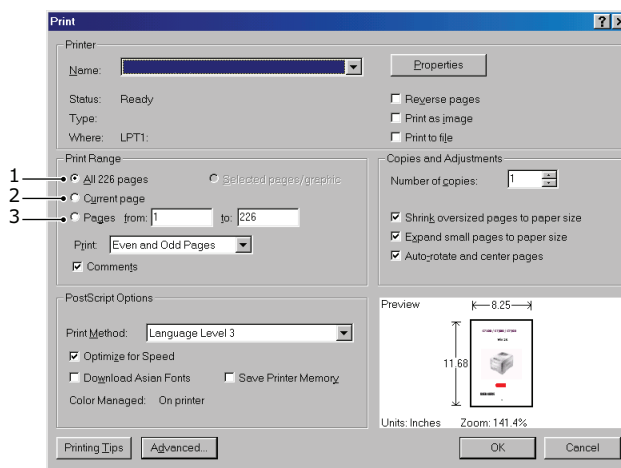 Print
Printer
Name:
Properties
Status: Ready
Reverse pages
Type:
Print as image
Where: LPT1:
Print to file
Print Range
Copies and Adjustments
1
All 226 pages
Selected pages/graphic
Number of copies: 1
2
Current page
3
Pages from: 1 to: 226
Shrink oversized pages to paper size
Print: Even and Odd Pages
Expand small pages to paper size
Comments
Auto-rotate and center pages
PostScript Options
Preview
8.25
Print Method: Language Level 3
Optimize for Speed
11.68
Download Asian Fonts
Save Printer Memory
Color Managed: On printer
Units: Inches Zoom: 141.4%
Printing Tips
Advanced...
OK
Cancel